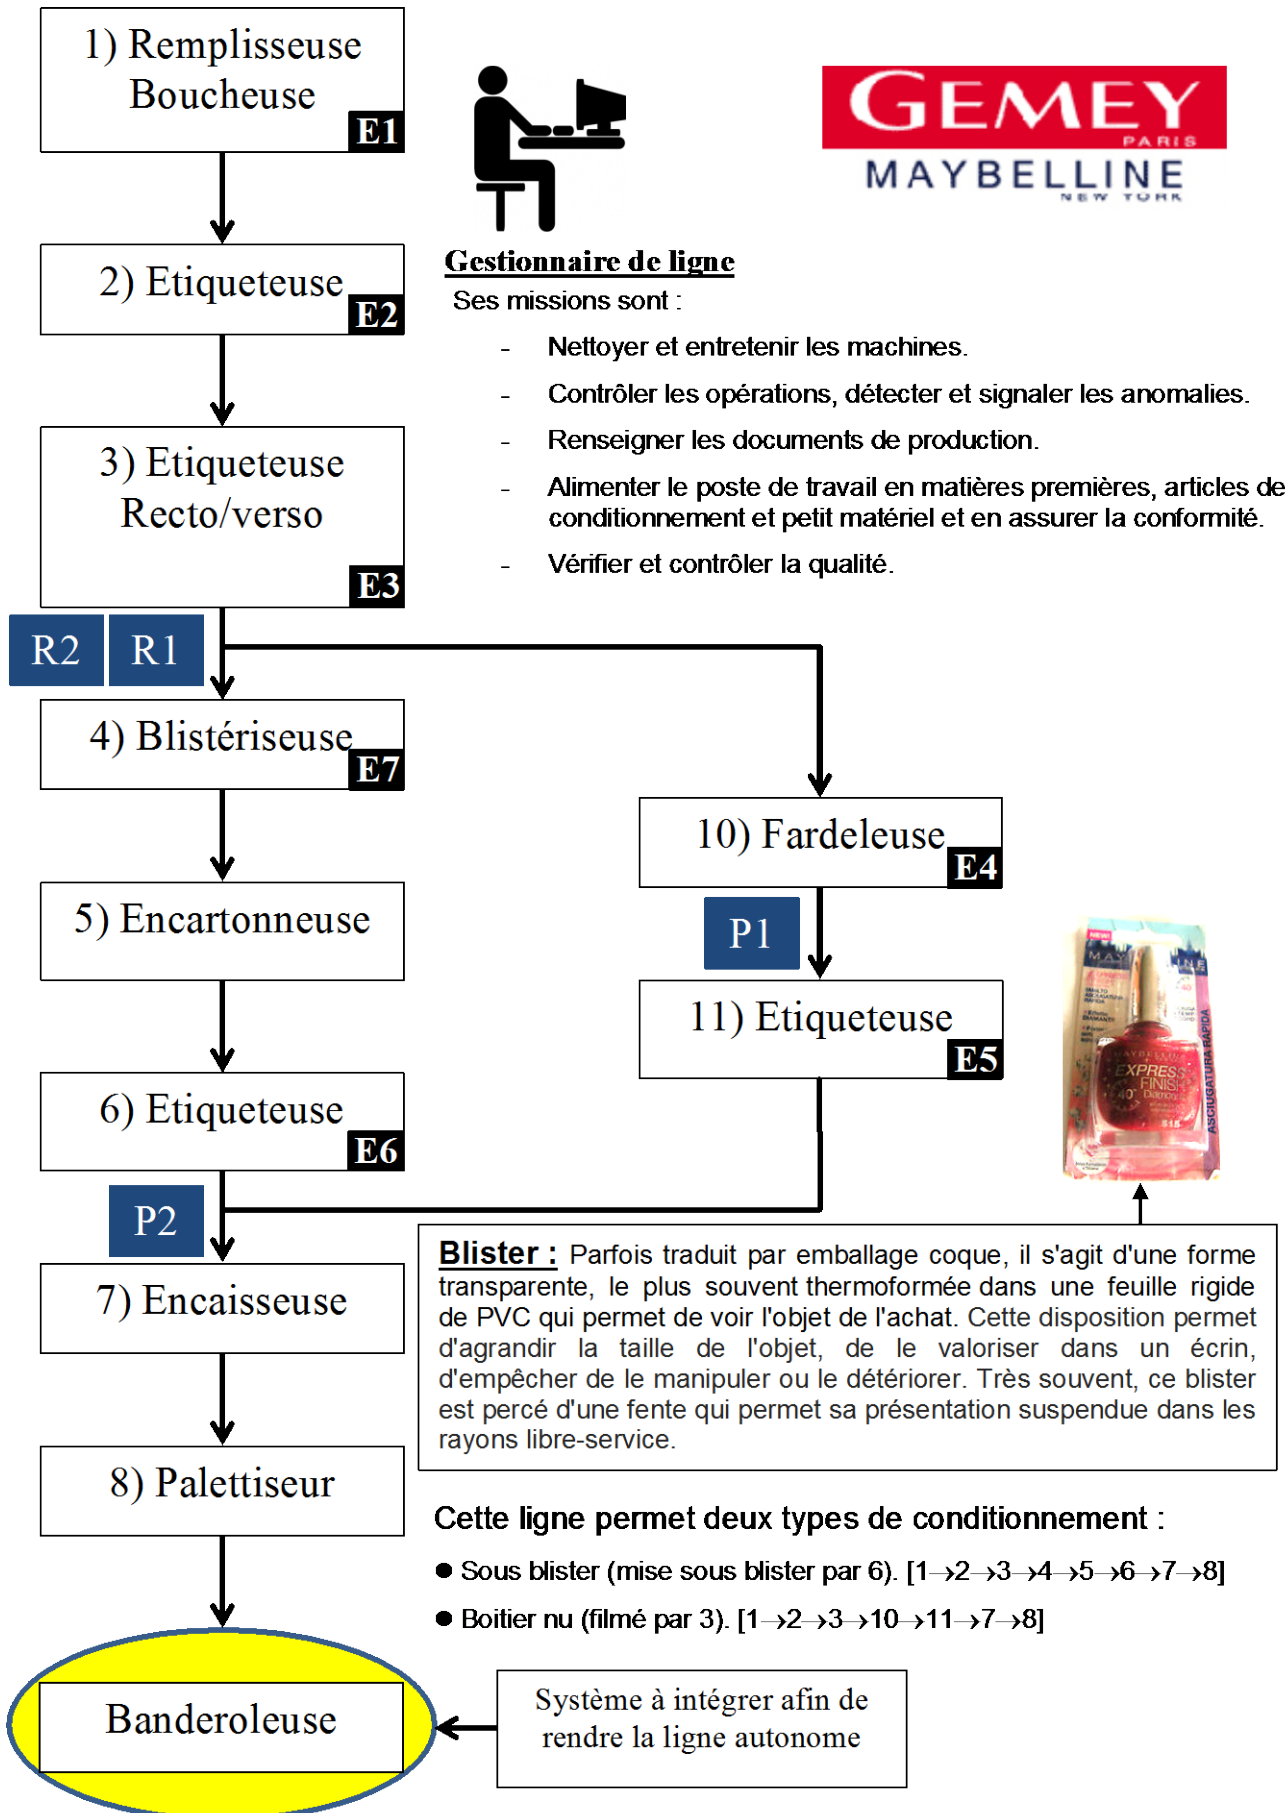 1) Remplisseuse
Boucheuse
E1
GEMEY
PARIS
MAYBELLINE
NEW YORK
2) Etiqueteuse
E2
Gestionnaire de ligne
Ses missions sont :
- Nettoyer et entretenir les machines.
- Contrôler les opérations, détecter et signaler les anomalies.
- Renseigner les documents de production.
- Alimenter le poste de travail en matières premières, articles de
conditionnement et petit matériel et en assurer la conformité.
- Vérifier et contrôler la qualité.
3) Etiqueteuse
Recto/verso
E3
R2 R1
4) Blistériseuse
E7
10) Fardeleuse
E4
5) Encartonneuse
P1
11) Etiqueteuse
E5
6) Etiqueteuse
E6
P2
7) Encaisseuse
NEW!
EXPRESS
FINISH
Diamond
40"
515
ASCIUGATURA RAPIDA
Blister : Parfois traduit par emballage coque, il s'agit d'une forme
transparente, le plus souvent thermoformée dans une feuille rigide
de PVC qui permet de voir l'objet de l'achat. Cette disposition permet
d'agrandir la taille de l'objet, de le valoriser dans un écrin,
d'empêcher de le manipuler ou le détériorer. Très souvent, ce blister
est percé d'une fente qui permet sa présentation suspendue dans les
rayons libre-service.
8) Palettiseur
Cette ligne permet deux types de conditionnement :
● Sous blister (mise sous blister par 6). [1→2→3→4→5→6→7→8]
● Boitier nu (filmé par 3). [1→2→3→10→11→7→8]
Banderoleuse
Système à intégrer afin de
rendre la ligne autonome